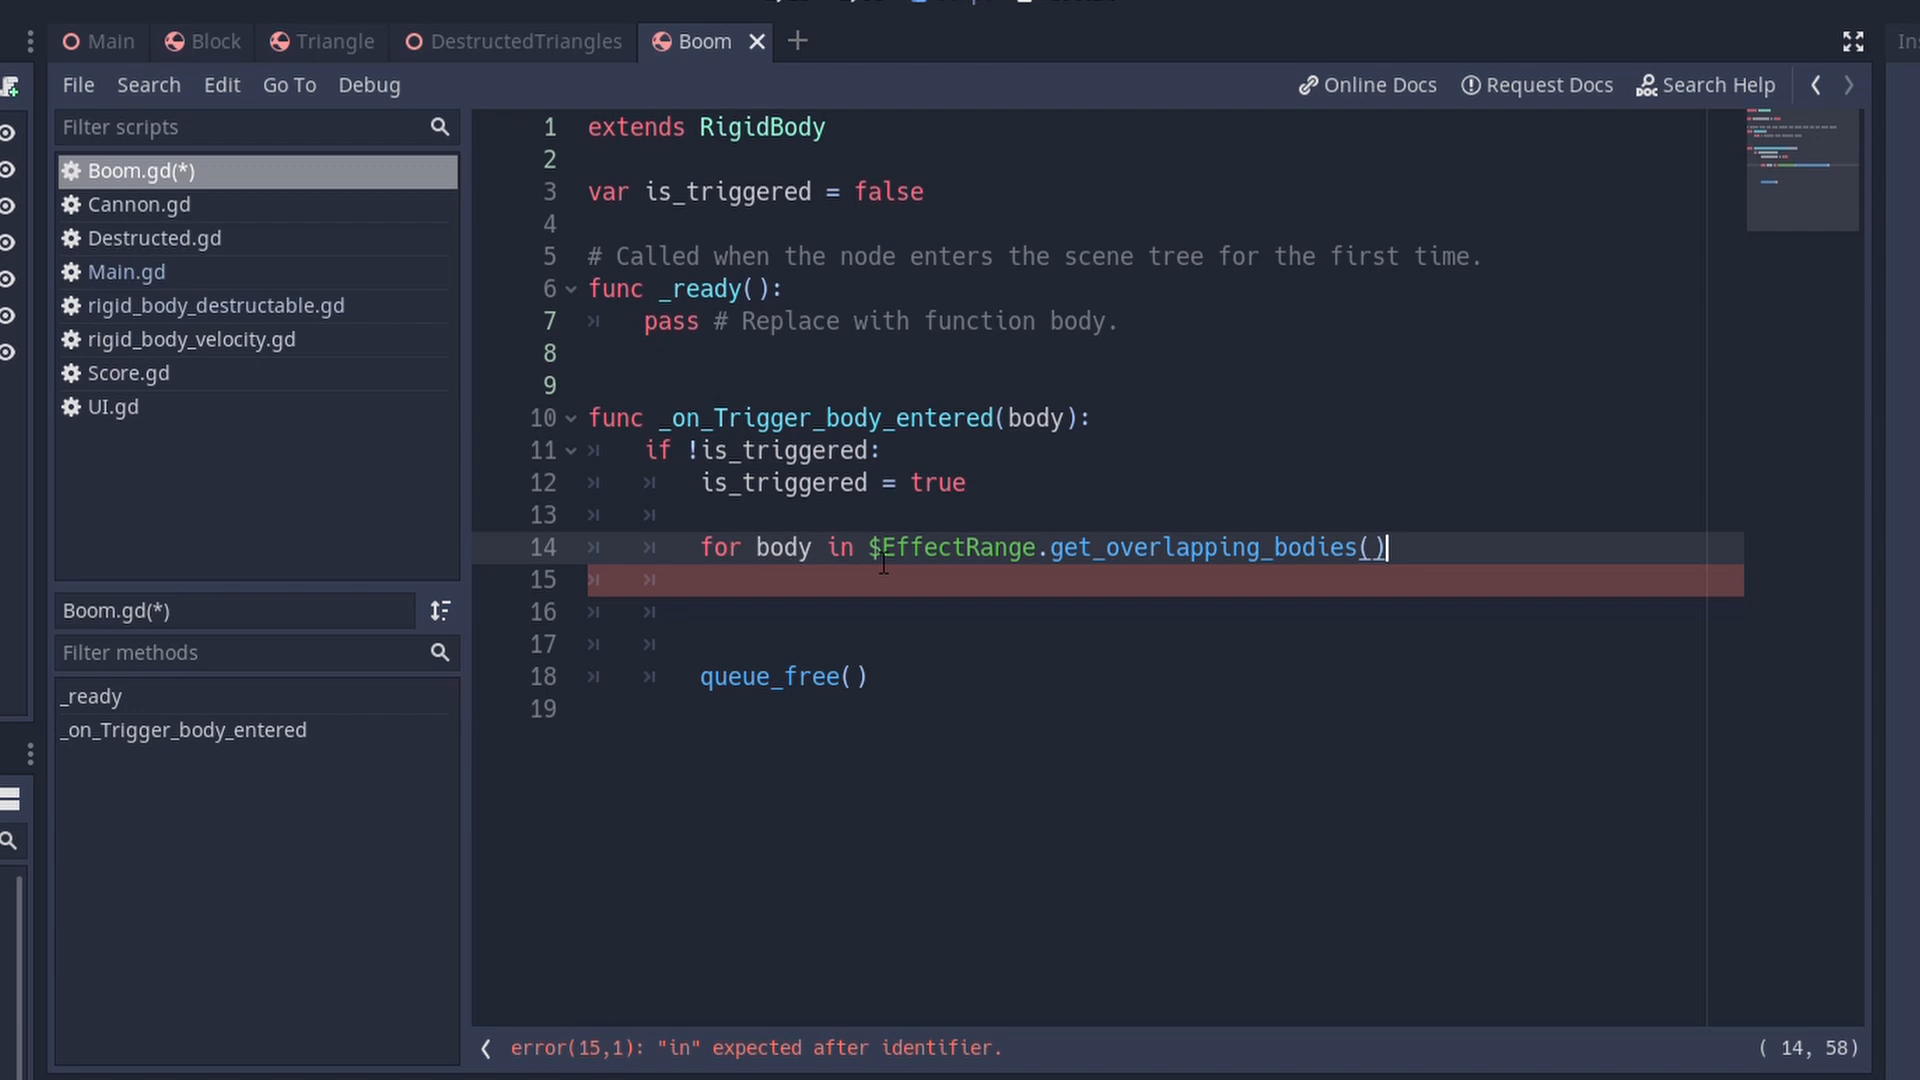 Main
Block
Triangle
DestructedTriangles
Boom
File Search Edit Go To Debug
Online Docs
Request Docs
Search Help
Filter scripts
Boom.gd(*)
Cannon.gd
Destructed.gd
Main.gd
rigid_body_destructable.gd
rigid_body_velocity.gd
Score.gd
UI.gd
Boom.gd(*)
Filter methods
_ready
_on_Trigger_body_entered
1 extends RigidBody
2
3 var is_triggered = false
4
5 # Called when the node enters the scene tree for the first time.
6 func _ready():
7 pass # Replace with function body.
8
9
10 func _on_Trigger_body_entered(body):
11 if !is_triggered:
12 is_triggered = true
13
14 for body in $EffectRange.get_overlapping_bodies()
15
16
17
18 queue_free()
19
error(15,1): "in" expected after identifier.
( 14, 58)